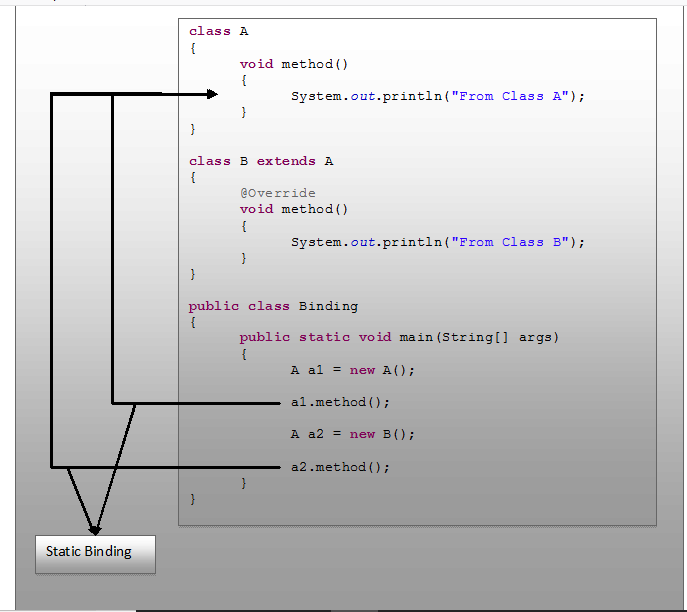 class A
{
void method()
{
System.out.println("From Class A");
}
}
class B extends A
{
@Override
void method()
{
System.out.println("From Class B");
}
}
public class Binding
{
public static void main(String[] args)
{
A a1 = new A();
a1.method();
A a2 = new B();
a2.method();
}
}
Static Binding